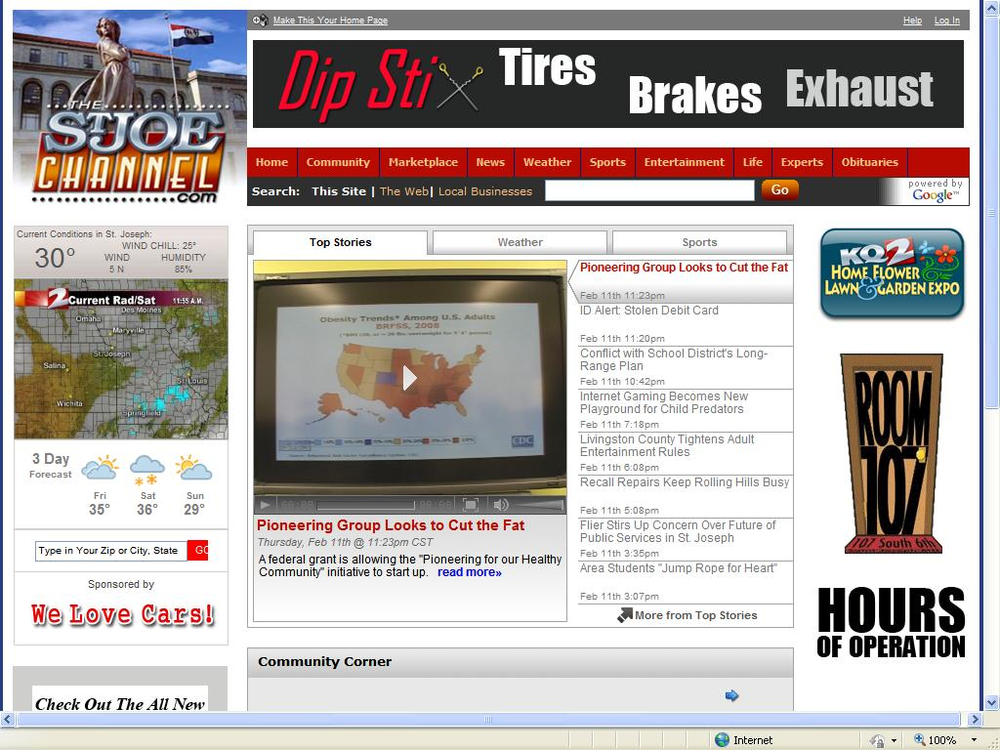 Make This Your Home Page
Help
Log In
THE
STJOE
CHANNEL
.com
Dip Sti
Tires
Brakes
Exhaust
Home
Community
Marketplace
News
Weather
Sports
Entertainment
Life
Experts
Obituaries
Search: This Site | The Web| Local Businesses
Go
powered by
Google™
Current Conditions in St. Joseph:
30°
WIND CHILL: 25°
WIND HUMIDITY
5 N 85%
2 Current Rad/Sat 11:55 A.M.
Des Moines
Omaha
Maryville
St.Joseph
Salina
St.Louis
Wichita
Springfield
3 Day
Forecast
Fri Sat Sun
35° 36° 29°
Type in Your Zip or City, State
GO
Sponsored by
We Love Cars!
Check Out The All New
Top Stories
Weather
Sports
Obesity Trends* Among U.S. Adults
BRFSS, 2008
CDC
00:00
00:00
Pioneering Group Looks to Cut the Fat
Thursday, Feb 11th @ 11:23pm CST
A federal grant is allowing the "Pioneering for our Healthy
Community" initiative to start up. read more»
Pioneering Group Looks to Cut the Fat
Feb 11th 11:23pm
ID Alert: Stolen Debit Card
Feb 11th 11:20pm
Conflict with School District's Long-
Range Plan
Feb 11th 10:42pm
Internet Gaming Becomes New
Playground for Child Predators
Feb 11th 7:18pm
Livingston County Tightens Adult
Entertainment Rules
Feb 11th 6:08pm
Recall Repairs Keep Rolling Hills Busy
Feb 11th 5:08pm
Flier Stirs Up Concern Over Future of
Public Services in St. Joseph
Feb 11th 3:35pm
Area Students "Jump Rope for Heart"
Feb 11th 3:07pm
More from Top Stories
Community Corner
KQ2
HOME FLOWER
LAWN & GARDEN EXPO
ROOM
107
107 South 6th
HOURS
OF OPERATION
Internet
100%